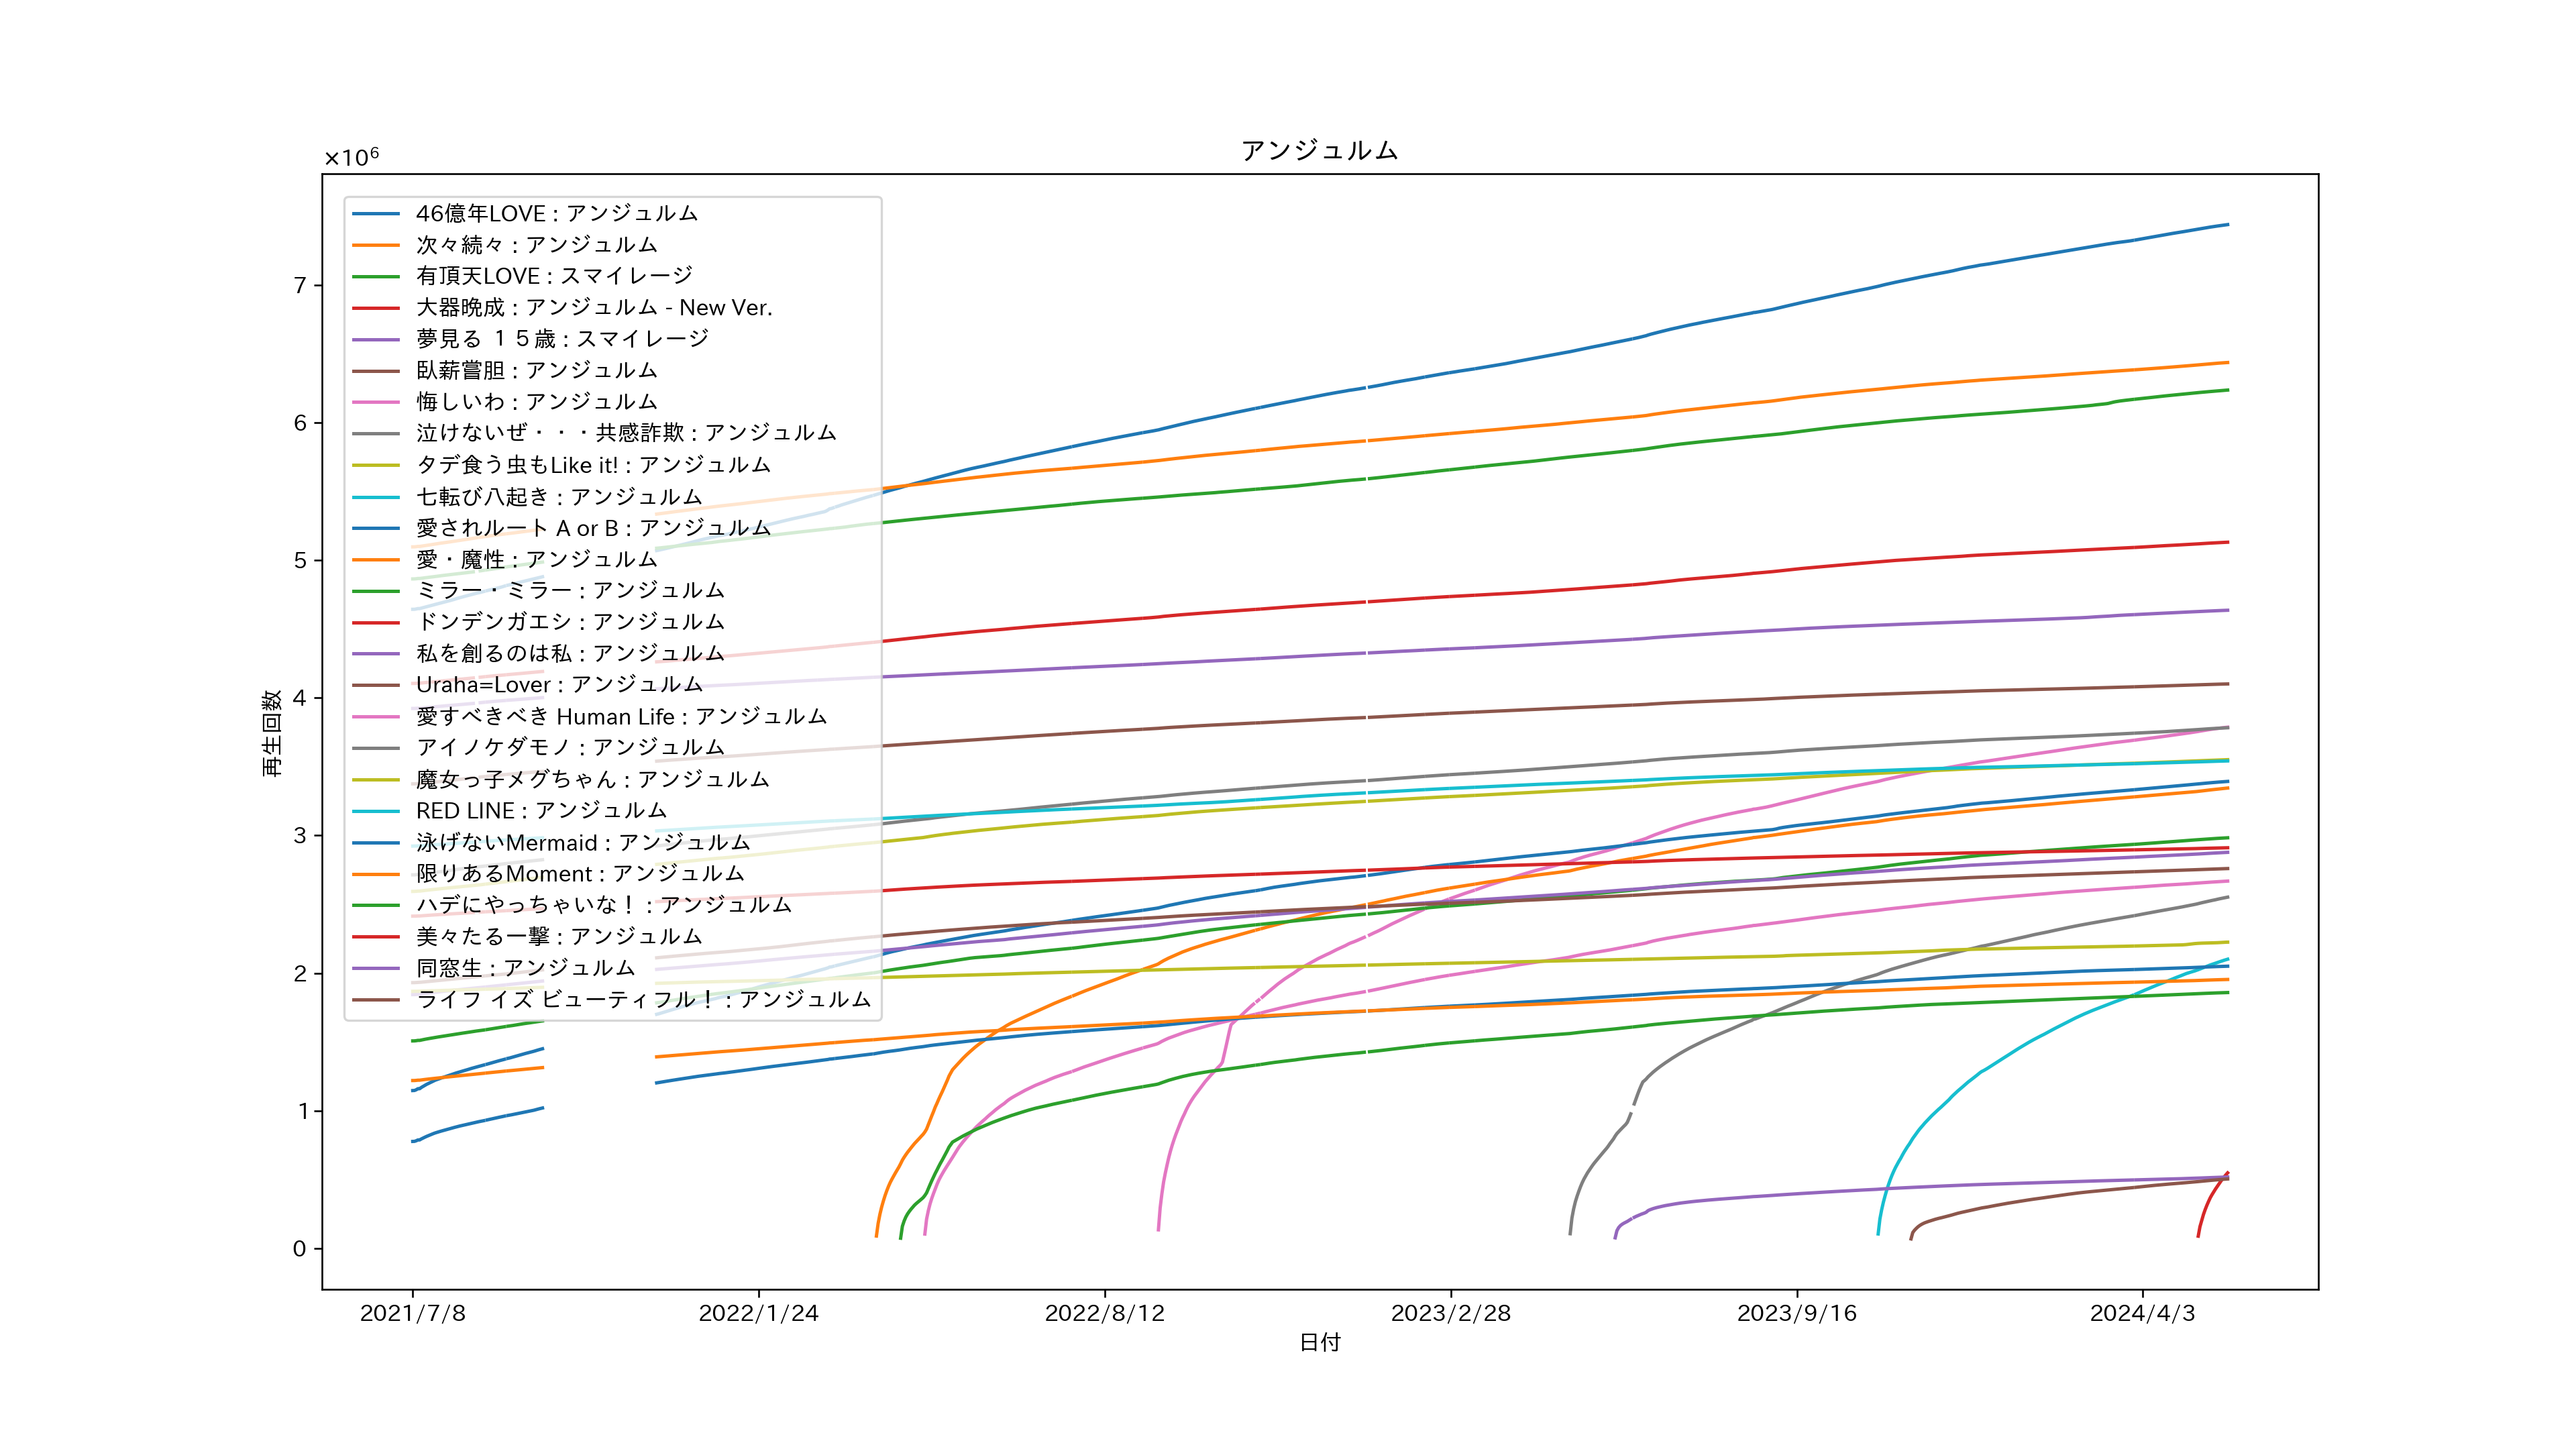 アンジュルム
×10⁶
46億年LOVE : アンジュルム
次々続々 : アンジュルム
有頂天LOVE : スマイレージ
大器晩成 : アンジュルム - New Ver.
夢見る １５歳 : スマイレージ
臥薪嘗胆 : アンジュルム
悔しいわ : アンジュルム
泣けないぜ・・・共感詐欺 : アンジュルム
タデ食う虫もLike it! : アンジュルム
七転び八起き : アンジュルム
愛されルート A or B : アンジュルム
愛・魔性 : アンジュルム
ミラー・ミラー : アンジュルム
ドンデンガエシ : アンジュルム
私を創るのは私 : アンジュルム
Uraha=Lover : アンジュルム
愛すべきべき Human Life : アンジュルム
アイノケダモノ : アンジュルム
魔女っ子メグちゃん : アンジュルム
RED LINE : アンジュルム
泳げないMermaid : アンジュルム
限りあるMoment : アンジュルム
ハデにやっちゃいな！ : アンジュルム
美々たる一撃 : アンジュルム
同窓生 : アンジュルム
ライフ イズ ビューティフル！ : アンジュルム
7
6
5
4
3
2
1
0
再生回数
2021/7/8 2022/1/24 2022/8/12 2023/2/28 2023/9/16 2024/4/3
日付